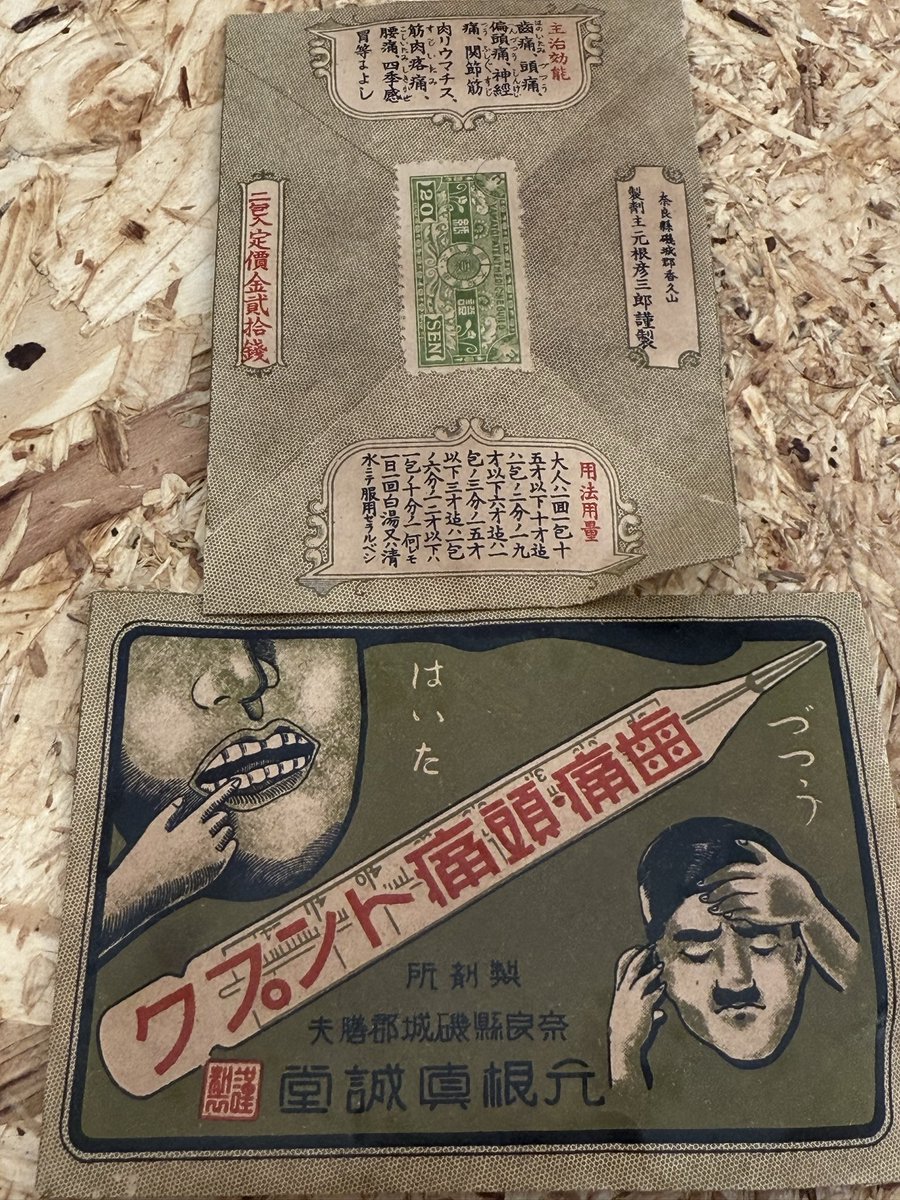 主治効能
齒痛、頭痛、
偏頭痛、神經
痛、関節筋
肉リウマチス、
筋肉疼痛、
腰痛、四季感
冒等によし
奈良縣磯城郡香久山
製劑主元根彦三郎謹製
20
SEN
二包入定價金貳拾錢
用法用量
大人ハ一回一包十
五才以下十才迄
ハ一包ノ二分ノ一九
才以下六才迄ハ一
包ノ三分ノ一五才
以下三才迄ハ一包
ノ六分ノ一二才以下ハ
一包ノ十分ノ一何レモ
一日一回白湯又ハ清
水ニテ服用セラルベシ
づつう
はいた
歯痛・頭痛トンプク
製剤所
奈良縣磯城郡膳夫
元根眞誠堂
謹製